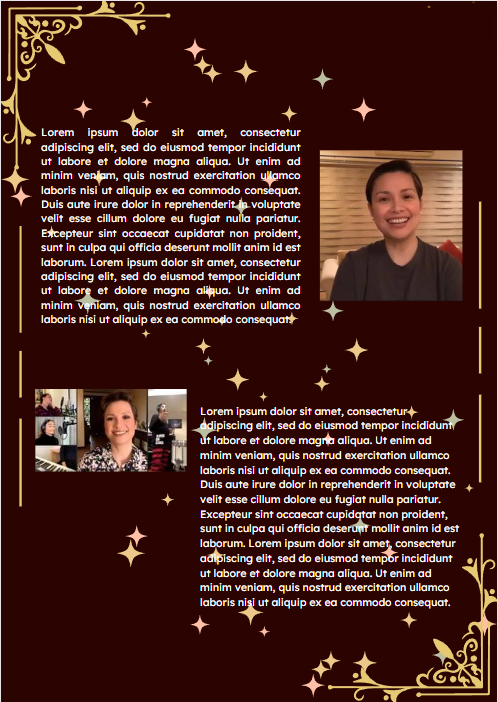 Lorem ipsum dolor sit amet, consectetur
adipiscing elit, sed do eiusmod tempor incididunt
ut labore et dolore magna aliqua. Ut enim ad
minim veniam, quis nostrud exercitation ullamco
laboris nisi ut aliquip ex ea commodo consequat.
Duis aute irure dolor in reprehenderit in voluptate
velit esse cillum dolore eu fugiat nulla pariatur.
Excepteur sint occaecat cupidatat non proident,
sunt in culpa qui officia deserunt mollit anim id est
laborum. Lorem ipsum dolor sit amet, consectetur
adipiscing elit, sed do eiusmod tempor incididunt
ut labore et dolore magna aliqua. Ut enim ad
minim veniam, quis nostrud exercitation ullamco
laboris nisi ut aliquip ex ea commodo consequat.
Lorem ipsum dolor sit amet, consectetur
adipiscing elit, sed do eiusmod tempor incididunt
ut labore et dolore magna aliqua. Ut enim ad
minim veniam, quis nostrud exercitation ullamco
laboris nisi ut aliquip ex ea commodo consequat.
Duis aute irure dolor in reprehenderit in voluptate
velit esse cillum dolore eu fugiat nulla pariatur.
Excepteur sint occaecat cupidatat non proident,
sunt in culpa qui officia deserunt mollit anim id est
laborum. Lorem ipsum dolor sit amet, consectetur
adipiscing elit, sed do eiusmod tempor incididunt
ut labore et dolore magna aliqua. Ut enim ad
minim veniam, quis nostrud exercitation ullamco
laboris nisi ut aliquip ex ea commodo consequat.